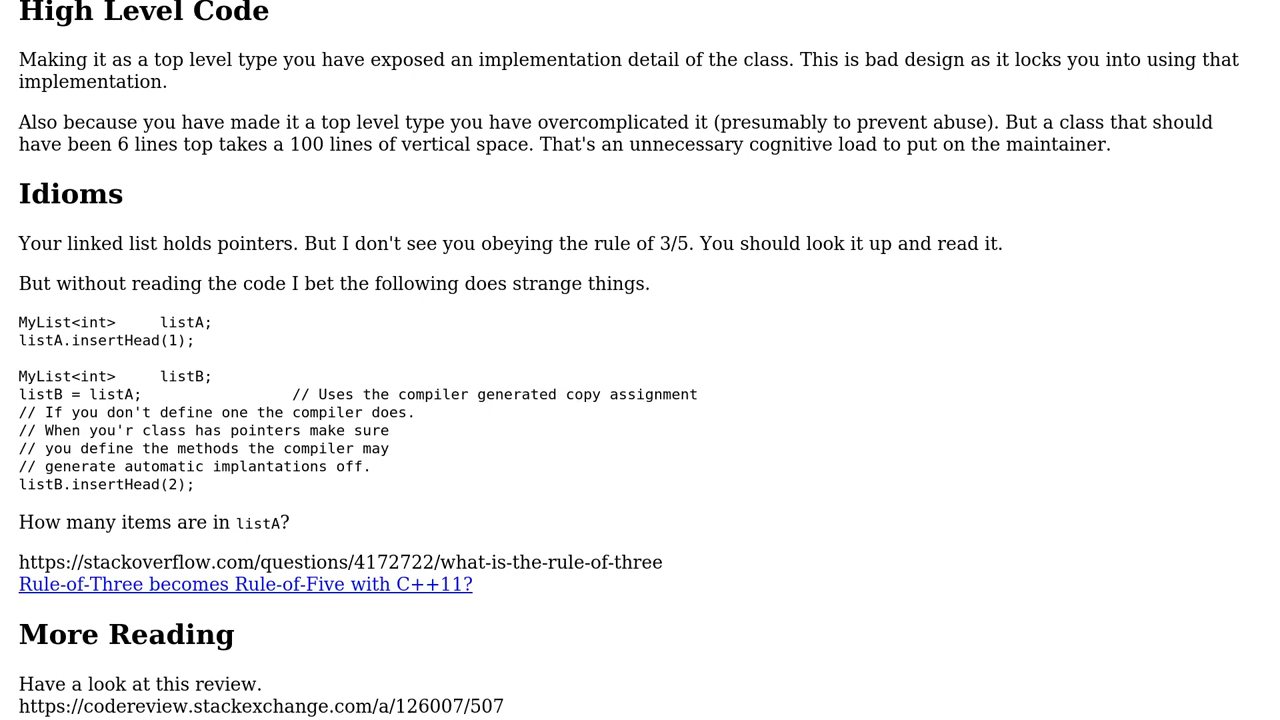 High Level Code
Making it as a top level type you have exposed an implementation detail of the class. This is bad design as it locks you into using that
implementation.
Also because you have made it a top level type you have overcomplicated it (presumably to prevent abuse). But a class that should
have been 6 lines top takes a 100 lines of vertical space. That's an unnecessary cognitive load to put on the maintainer.
Idioms
Your linked list holds pointers. But I don't see you obeying the rule of 3/5. You should look it up and read it.
But without reading the code I bet the following does strange things.
MyList<int>     listA;
listA.insertHead(1);
MyList<int>     listB;
listB = listA;                 // Uses the compiler generated copy assignment
// If you don't define one the compiler does.
// When you'r class has pointers make sure
// you define the methods the compiler may
// generate automatic implantations off.
listB.insertHead(2);
How many items are in listA?
https://stackoverflow.com/questions/4172722/what-is-the-rule-of-three
Rule-of-Three becomes Rule-of-Five with C++11?
More Reading
Have a look at this review.
https://codereview.stackexchange.com/a/126007/507